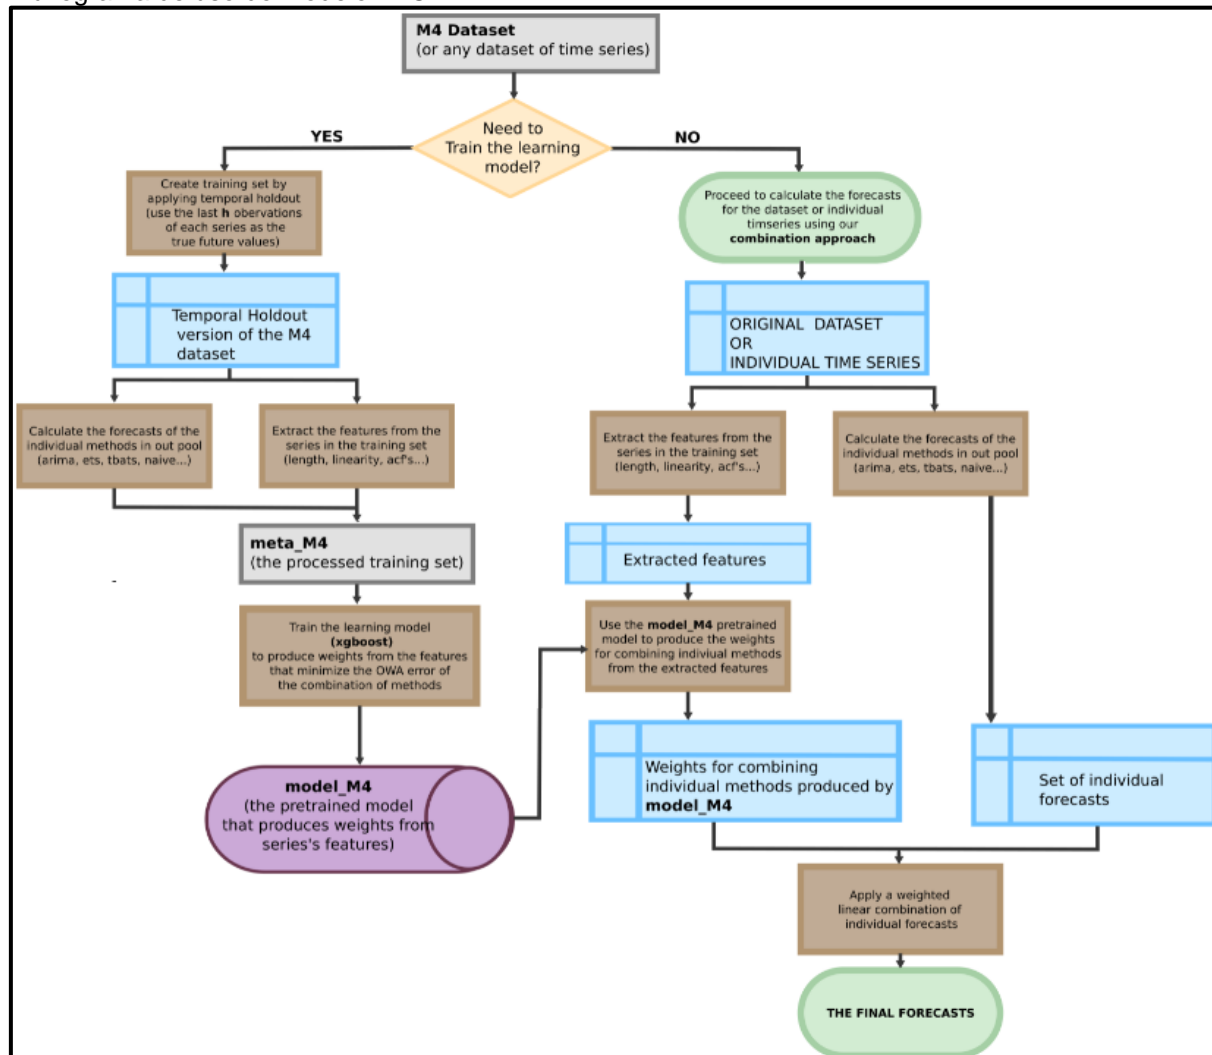 M4 Dataset
(or any dataset of time series)
Need to
Train the learning
model?
YES
NO
Create training set by
applying temporal holdout
(use the last h obervations
of each series as the
true future values)
Proceed to calculate the forecasts
for the dataset or individual
timseries using our
combination approach
Temporal Holdout
version of the M4
dataset
ORIGINAL DATASET
OR
INDIVIDUAL TIME SERIES
Calculate the forecasts of the
individual methods in out pool
(arima, ets, tbats, naive...)
Extract the features from the
series in the training set
(length, linearity, acf's...)
Extract the features from the
series in the training set
(length, linearity, acf's...)
Calculate the forecasts of the
individual methods in out pool
(arima, ets, tbats, naive...)
meta_M4
(the processed training set)
Extracted features
Train the learning model
(xgboost)
to produce weights from the features
that minimize the OWA error of
the combination of methods
Use the model_M4 pretrained
model to produce the weights
for combining indiviual methods
from the extracted features
model_M4
(the pretrained model
that produces weights from
series's features)
Weights for combining
individual methods produced by
model_M4
Set of individual
forecasts
Apply a weighted
linear combination of
individual forecasts
THE FINAL FORECASTS